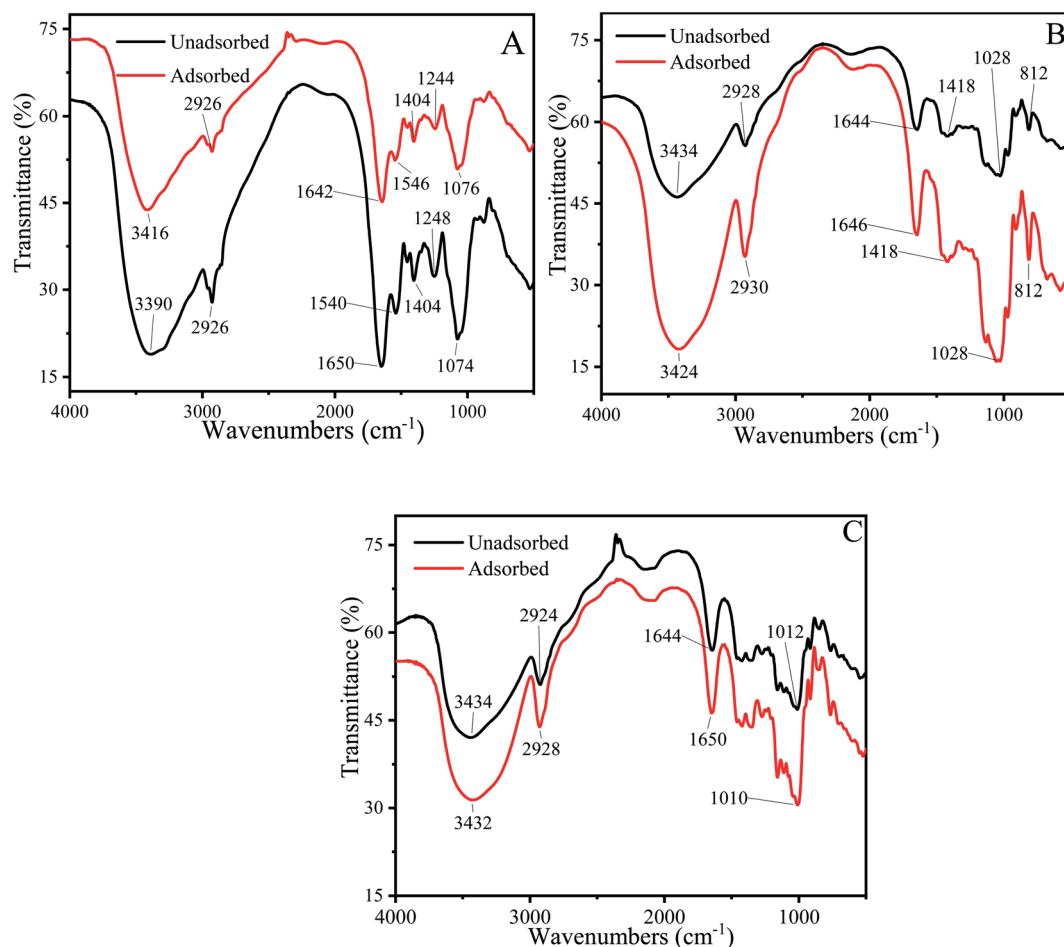 A
Unadsorbed
Adsorbed
Transmittance (%)
75
60
45
30
15
4000 3000 2000 1000
Wavenumbers (cm-1)
2926
1404
1244
3416
1642
1546
1076
3390
2926
1540
1404
1248
1650
1074
B
Unadsorbed
Adsorbed
Transmittance (%)
75
60
45
30
15
4000 3000 2000 1000
Wavenumbers (cm-1)
2928
1028
812
1418
1644
3434
1646
1418
2930
812
3424
1028
C
Unadsorbed
Adsorbed
Transmittance (%)
75
60
45
30
15
4000 3000 2000 1000
Wavenumbers (cm-1)
2924
1644
1012
3434
2928
1650
3432
1010